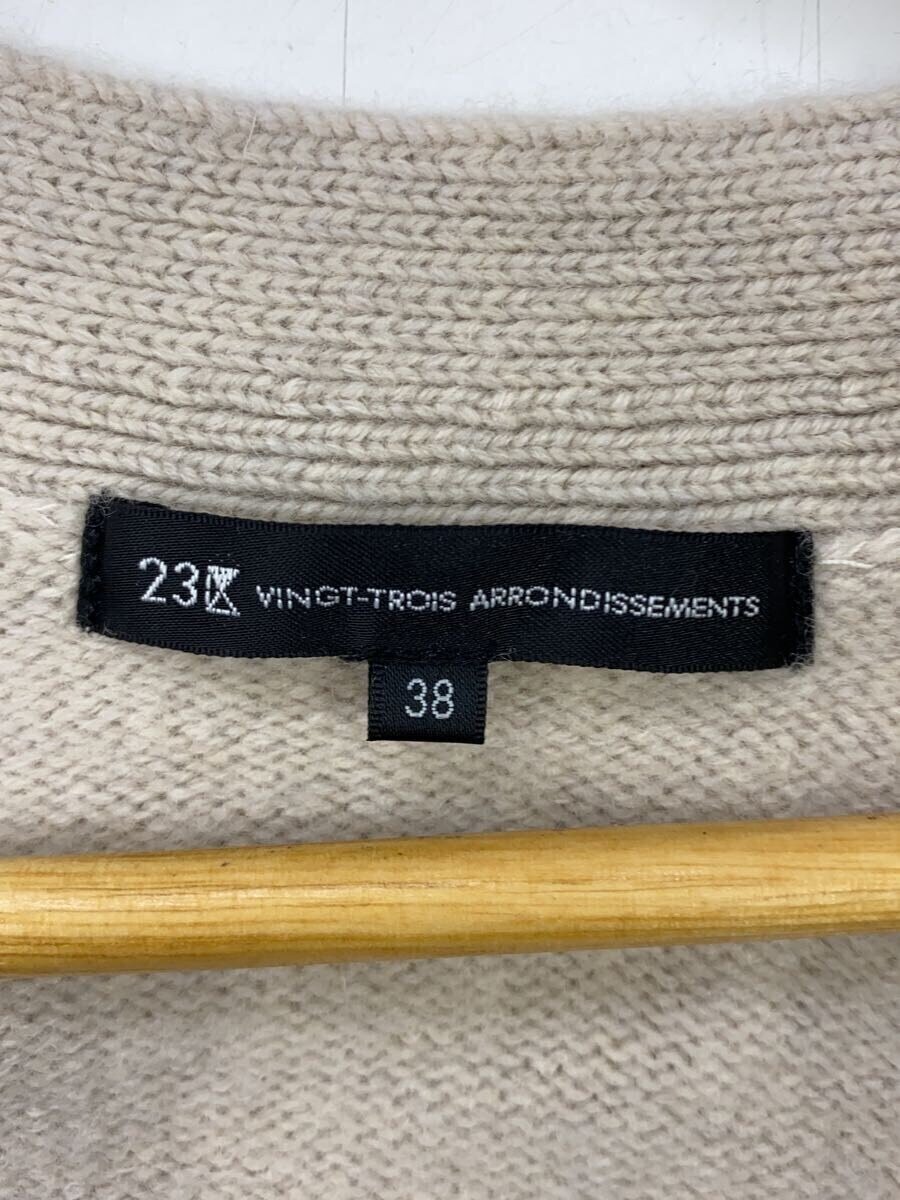 23区 VINGT-TROIS ARRONDISSEMENTS
38